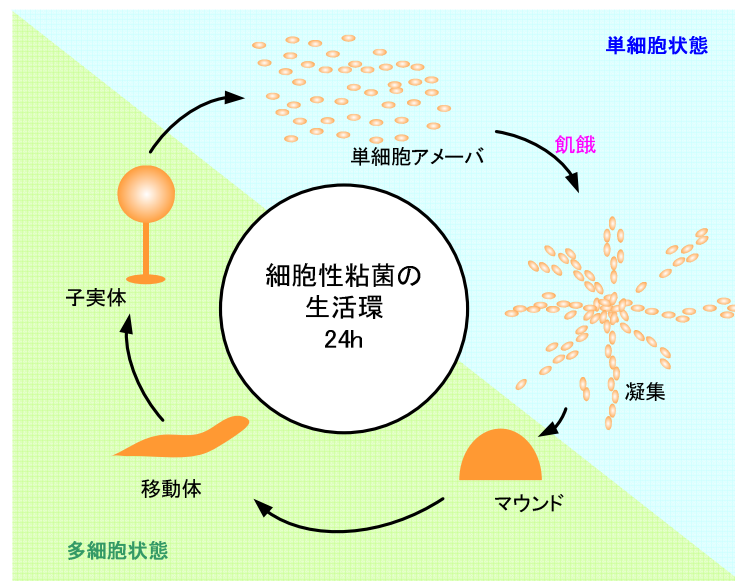 単細胞状態
単細胞アメーバ
飢餓
細胞性粘菌の
生活環
24h
子実体
凝集
移動体
マウンド
多細胞状態